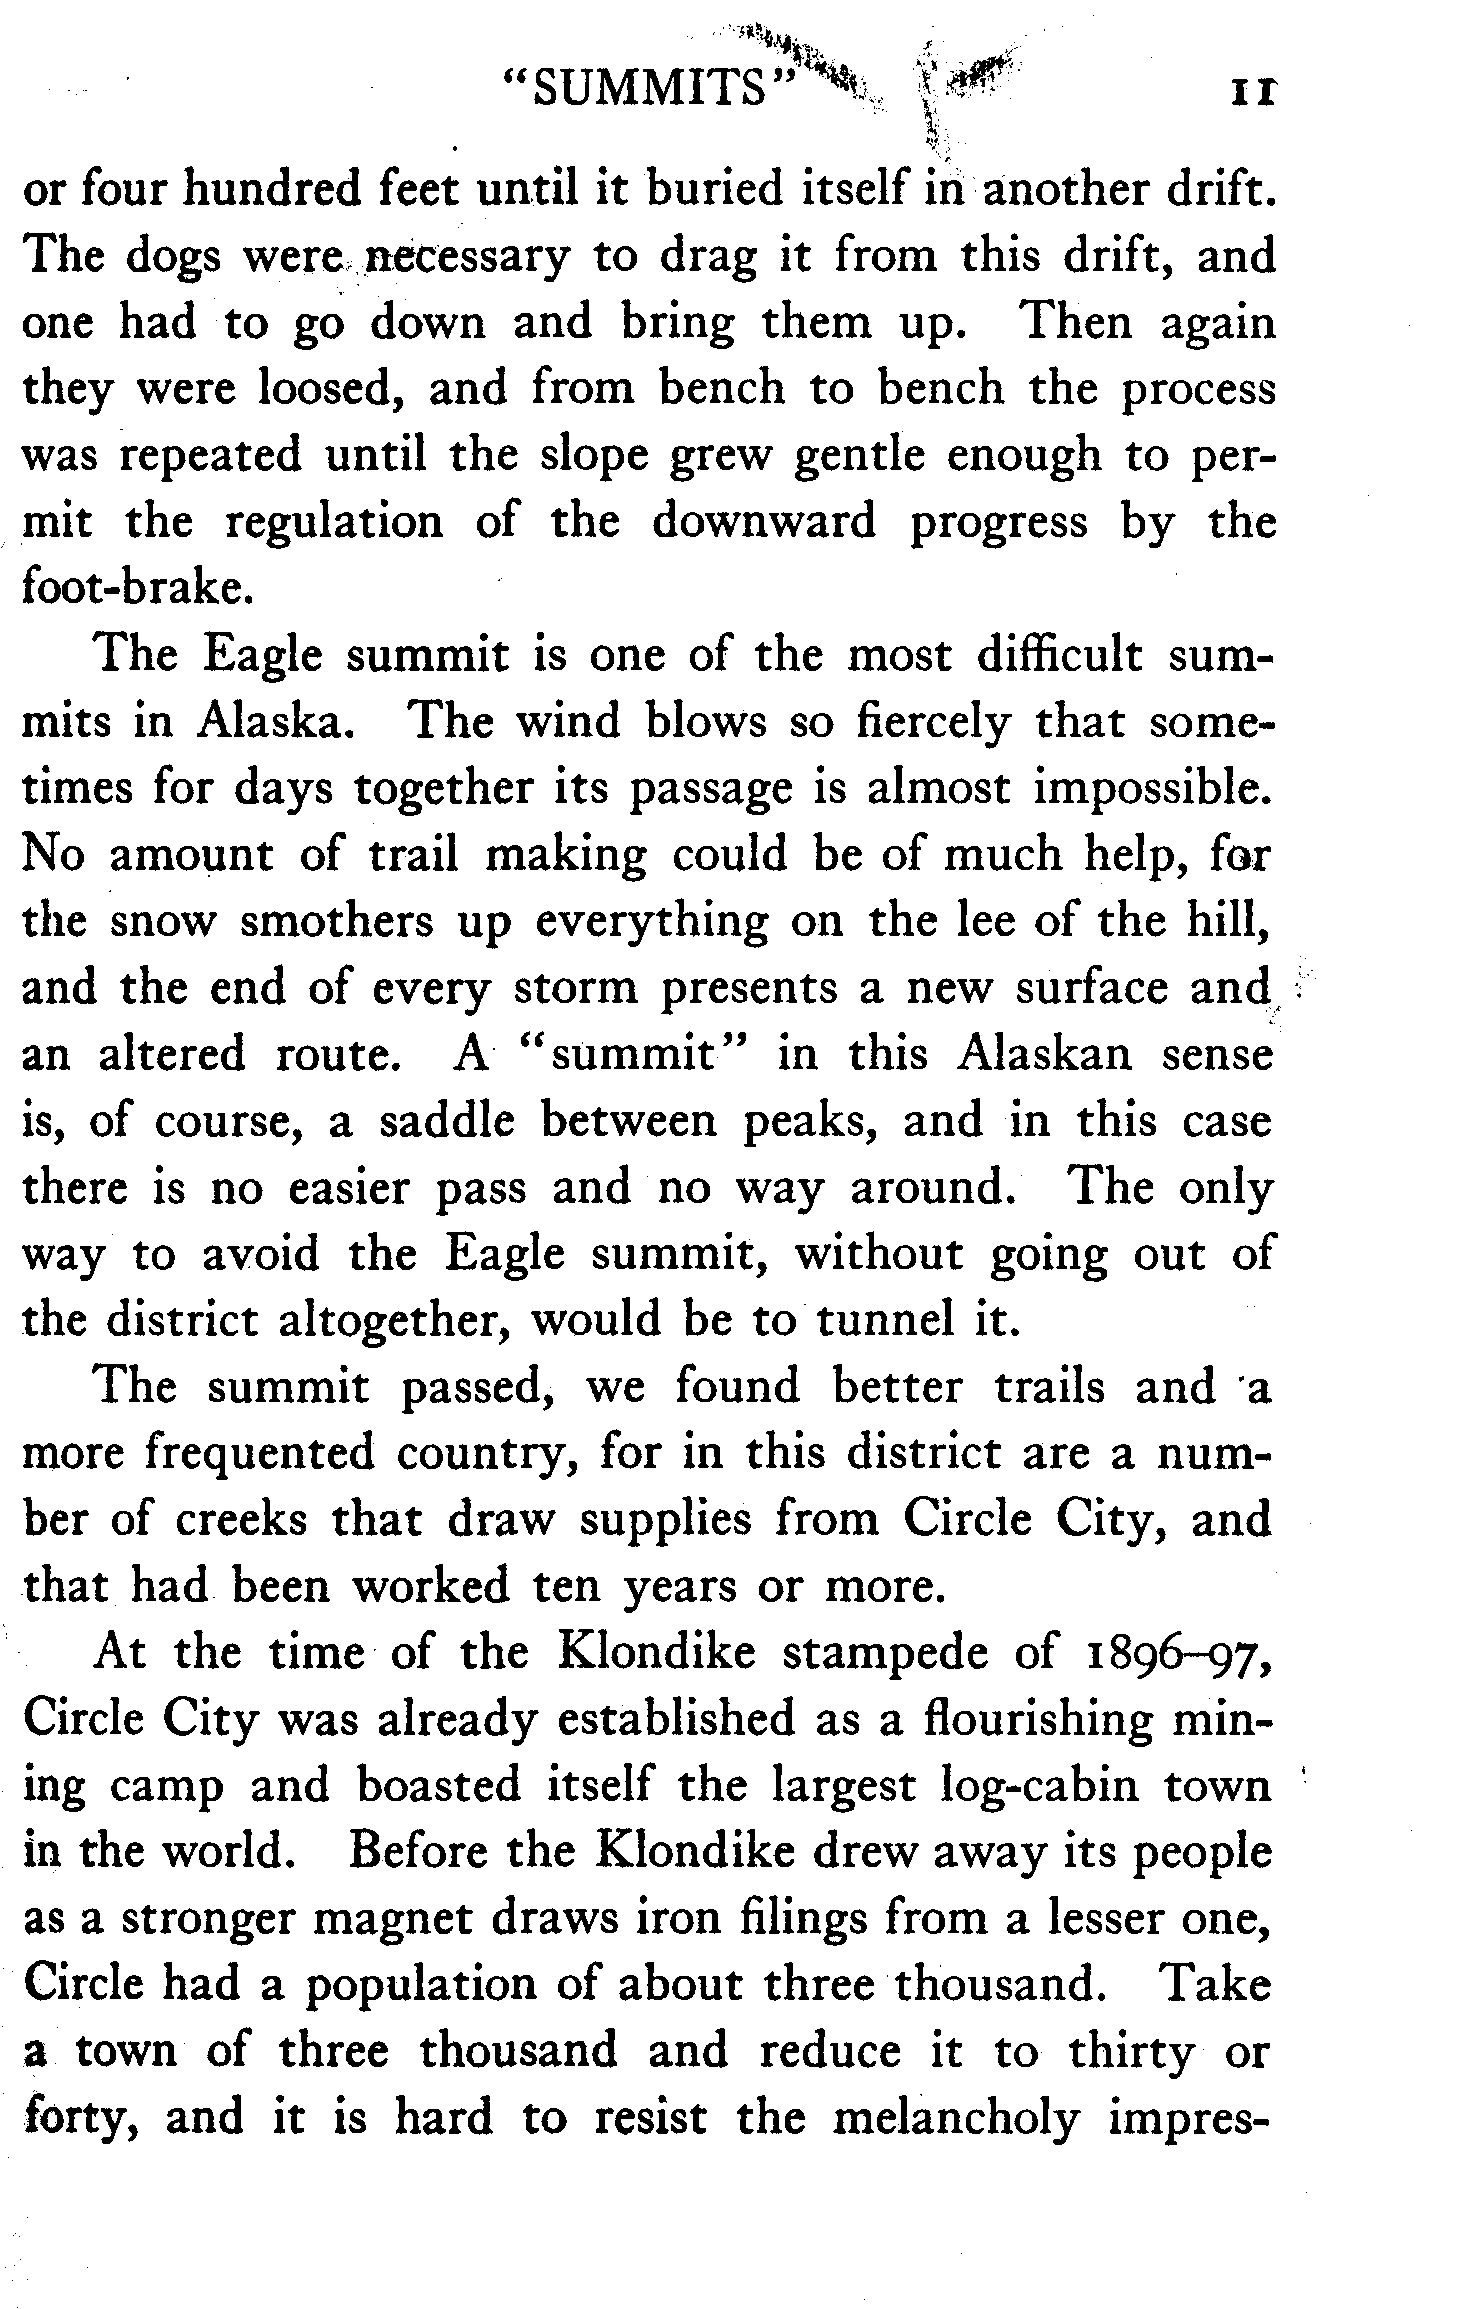 "SUMMITS" 11
or four hundred feet until it buried itself in another drift.
The dogs were necessary to drag it from this drift, and
one had to go down and bring them up. Then again
they were loosed, and from bench to bench the process
was repeated until the slope grew gentle enough to per-
mit the regulation of the downward progress by the
foot-brake.
The Eagle summit is one of the most difficult sum-
mits in Alaska. The wind blows so fiercely that some-
times for days together its passage is almost impossible.
No amount of trail making could be of much help, for
the snow smothers up everything on the lee of the hill,
and the end of every storm presents a new surface and
an altered route. A "summit" in this Alaskan sense
is, of course, a saddle between peaks, and in this case
there is no easier pass and no way around. The only
way to avoid the Eagle summit, without going out of
the district altogether, would be to tunnel it.
The summit passed, we found better trails and a
more frequented country, for in this district are a num-
ber of creeks that draw supplies from Circle City, and
that had been worked ten years or more.
At the time of the Klondike stampede of 1896–97,
Circle City was already established as a flourishing min-
ing camp and boasted itself the largest log-cabin town
in the world. Before the Klondike drew away its people
as a stronger magnet draws iron filings from a lesser one,
Circle had a population of about three thousand. Take
a town of three thousand and reduce it to thirty or
forty, and it is hard to resist the melancholy impres-